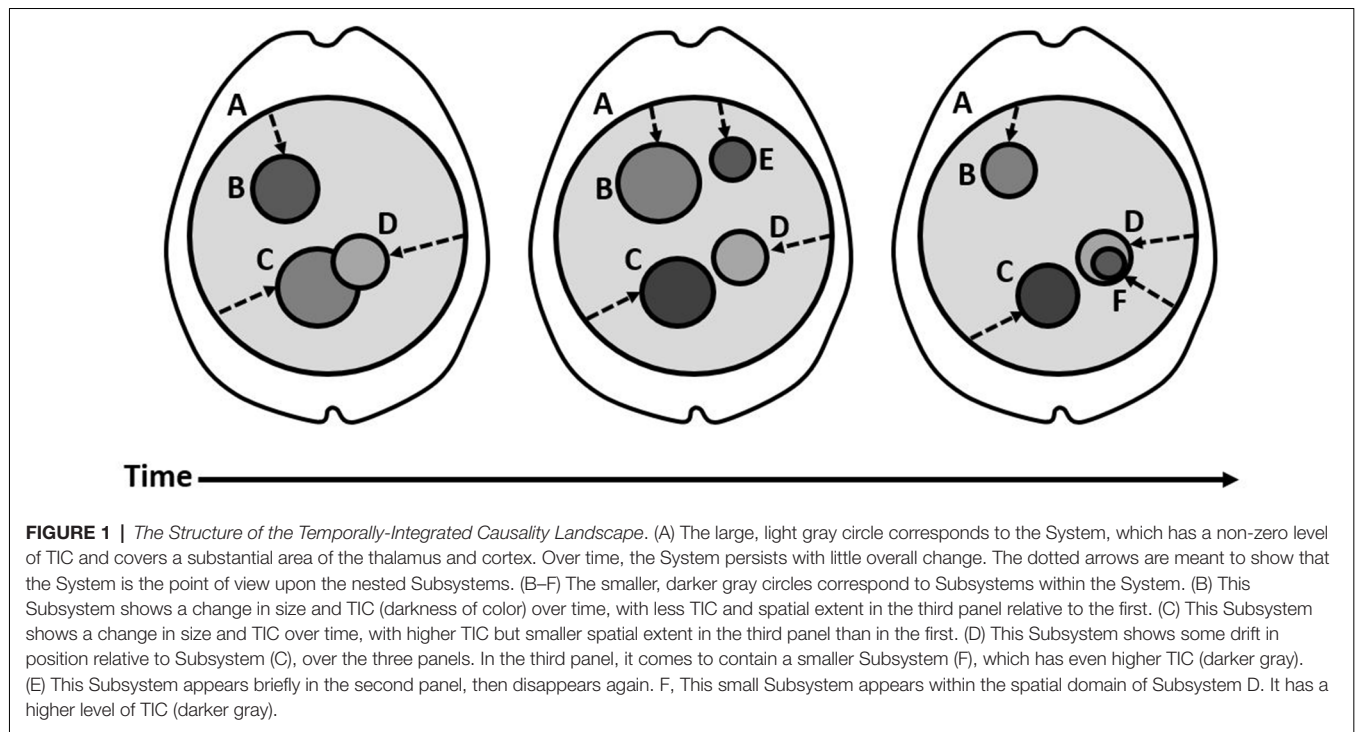 A
B
C
D
A
B
E
C
D
A
B
D
C
F
Time
FIGURE 1 | The Structure of the Temporally-Integrated Causality Landscape. (A) The large, light gray circle corresponds to the System, which has a non-zero level
of TIC and covers a substantial area of the thalamus and cortex. Over time, the System persists with little overall change. The dotted arrows are meant to show that
the System is the point of view upon the nested Subsystems. (B–F) The smaller, darker gray circles correspond to Subsystems within the System. (B) This
Subsystem shows a change in size and TIC (darkness of color) over time, with less TIC and spatial extent in the third panel relative to the first. (C) This Subsystem
shows a change in size and TIC over time, with higher TIC but smaller spatial extent in the third panel than in the first. (D) This Subsystem shows some drift in
position relative to Subsystem (C), over the three panels. In the third panel, it comes to contain a smaller Subsystem (F), which has even higher TIC (darker gray).
(E) This Subsystem appears briefly in the second panel, then disappears again. F, This small Subsystem appears within the spatial domain of Subsystem D. It has a
higher level of TIC (darker gray).